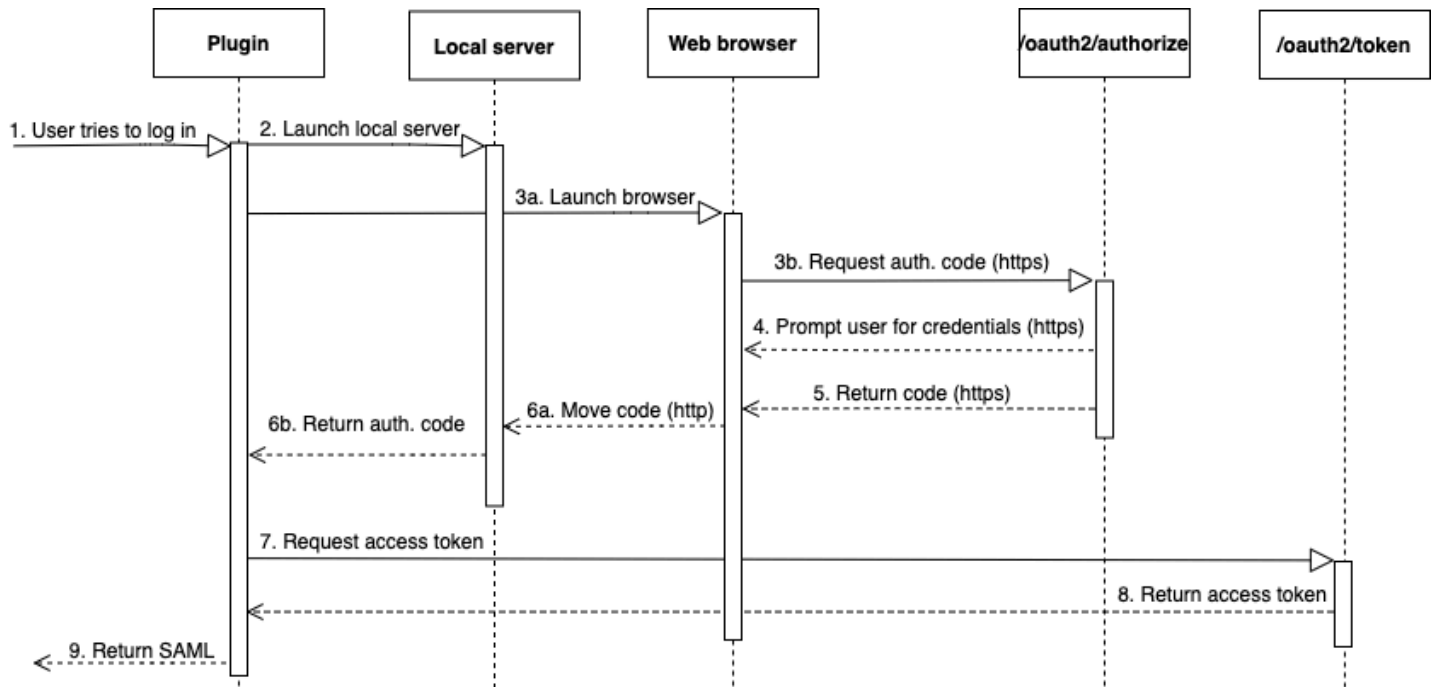 Plugin
Local server
Web browser
/oauth2/authorize
/oauth2/token
1. User tries to log in
2. Launch local server
3a. Launch browser
3b. Request auth. code (https)
4. Prompt user for credentials (https)
5. Return code (https)
6a. Move code (http)
6b. Return auth. code
7. Request access token
8. Return access token
9. Return SAML